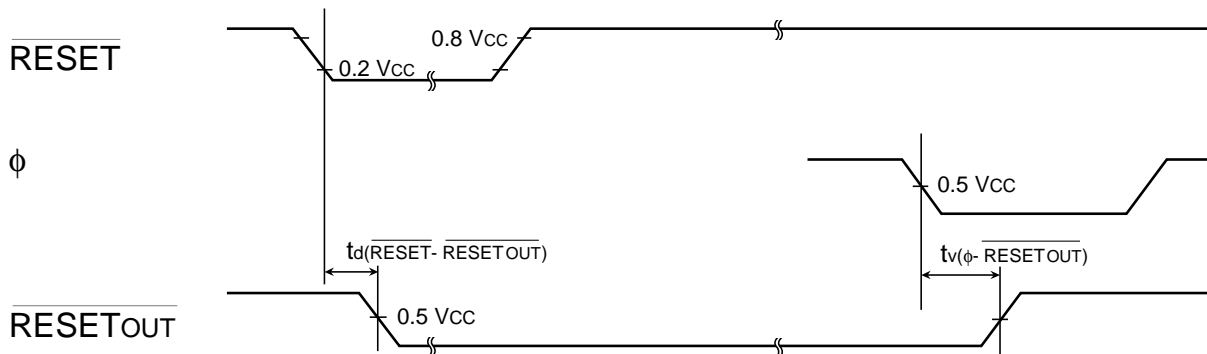 RESET
0.8 VCC
0.2 VCC
ϕ
0.5 VCC
td(RESET- RESETOUT)
tv(ϕ- RESETOUT)
RESETOUT
0.5 VCC